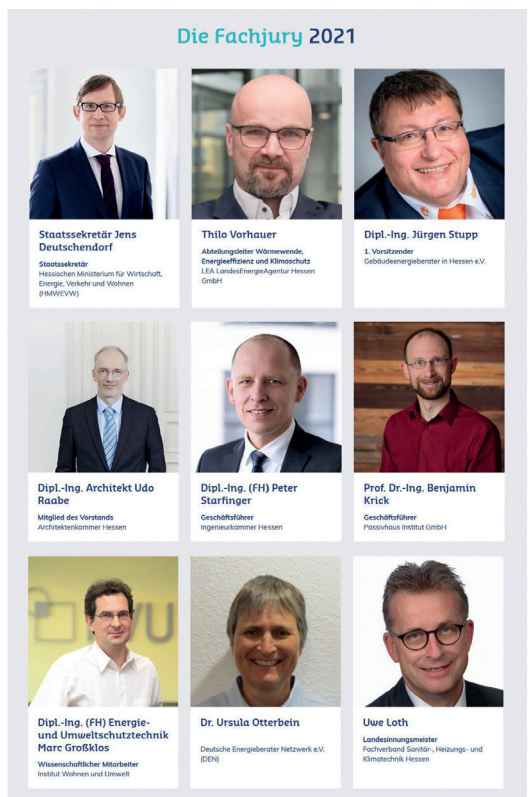 Die Fachjury 2021
Staatssekretär Jens
Deutschendorf
Staatssekretär
Hessischen Ministerium für Wirtschaft,
Energie, Verkehr und Wohnen
(HMWEVW)
Thilo Vorhauer
Abteilungsleiter Wärmewende,
Energieeffizienz und Klimaschutz
LEA LandesEnergieAgentur Hessen
GmbH
Dipl.-Ing. Jürgen Stupp
1. Vorsitzender
Gebäudeenergieberater in Hessen e.V.
Dipl.-Ing. Architekt Udo
Raabe
Mitglied des Vorstands
Architektenkammer Hessen
Dipl.-Ing. (FH) Peter
Starfinger
Geschäftsführer
Ingenieurkammer Hessen
Prof. Dr.-Ing. Benjamin
Krick
Geschäftsführer
Passivhaus Institut GmbH
Dipl.-Ing. (FH) Energie-
und Umweltschutztechnik
Marc Großklos
Wissenschaftlicher Mitarbeiter
Institut Wohnen und Umwelt
Dr. Ursula Otterbein
Deutsche Energieberater Netzwerk e.V.
(DEN)
Uwe Loth
Landesinnungsmeister
Fachverband Sanitär-, Heizungs- und
Klimatechnik Hessen